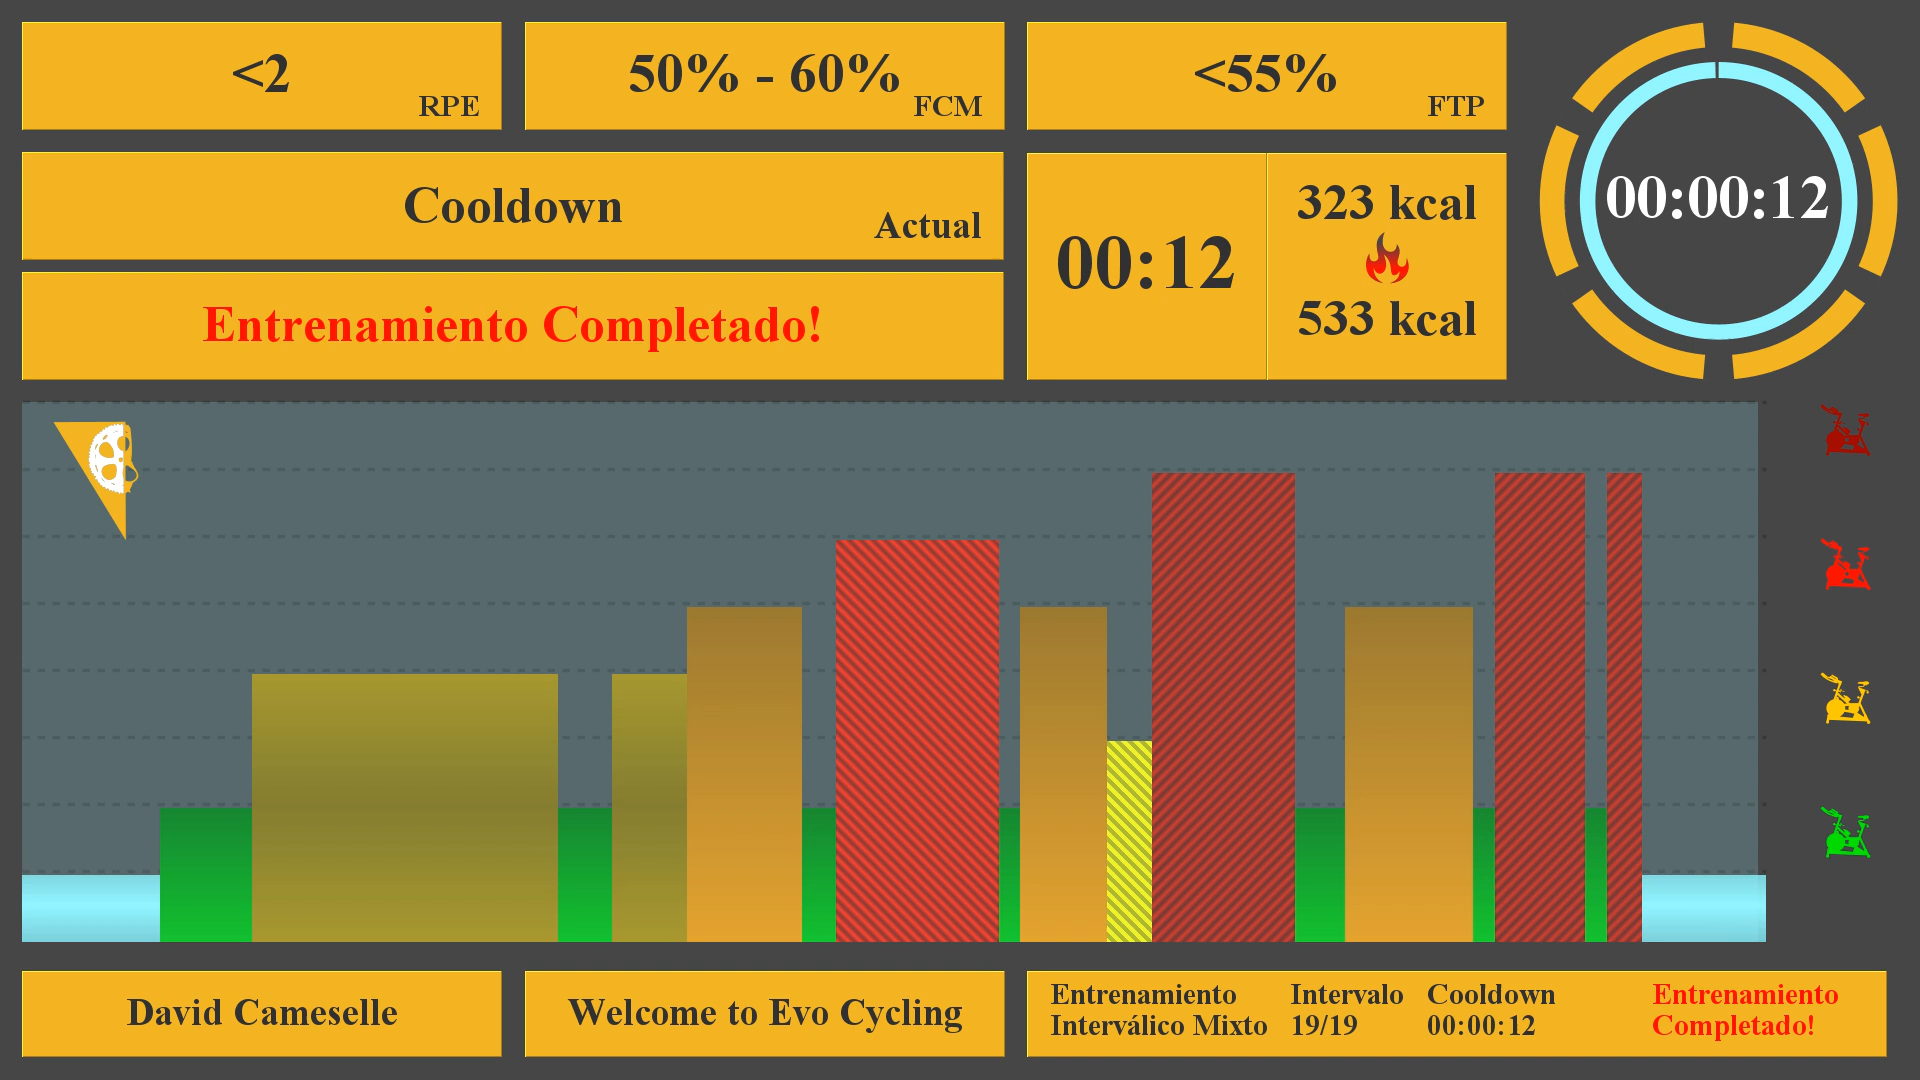 <2
RPE
50% - 60%
FCM
<55%
FTP
00:00:12
Cooldown
Actual
00:12
323 kcal
533 kcal
Entrenamiento Completado!
David Cameselle
Welcome to Evo Cycling
Entrenamiento
Interválico Mixto
Intervalo
19/19
Cooldown
00:00:12
Entrenamiento
Completado!